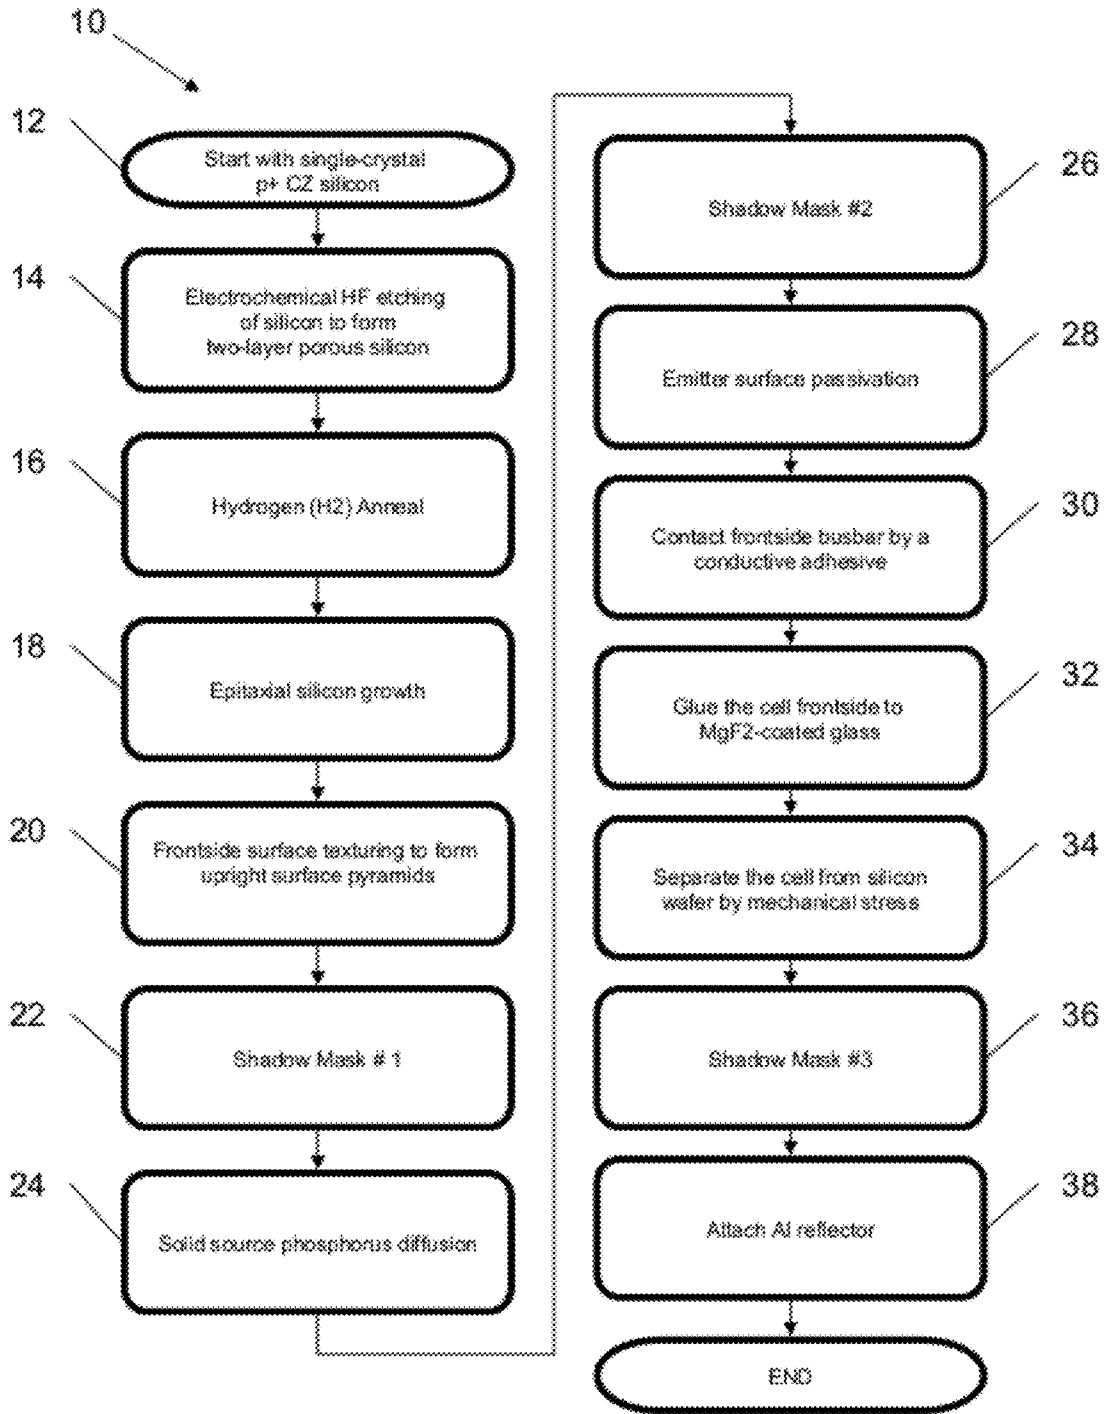 10
12
Start with single-crystal
p+ CZ silicon
14
Electrochemical HF etching
of silicon to form
two-layer porous silicon
16
Hydrogen (H2) Anneal
18
Epitaxial silicon growth
20
Frontside surface texturing to form
upright surface pyramids
22
Shadow Mask # 1
24
Solid source phosphorus diffusion
26
Shadow Mask #2
28
Emitter surface passivation
30
Contact frontside busbar by a
conductive adhesive
32
Glue the cell frontside to
MgF2-coated glass
34
Separate the cell from silicon
wafer by mechanical stress
36
Shadow Mask #3
38
Attach Al reflector
END